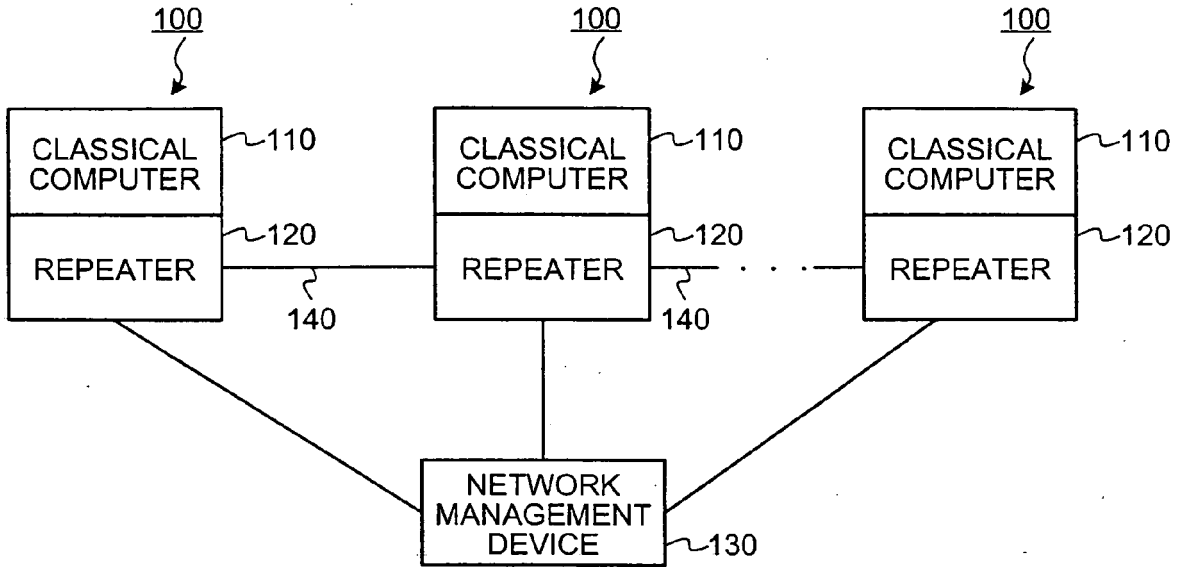 100 100 100
CLASSICAL COMPUTER 110 CLASSICAL COMPUTER 110 CLASSICAL COMPUTER 110
REPEATER 120 REPEATER 120 REPEATER 120
140 140
NETWORK
MANAGEMENT
DEVICE 130